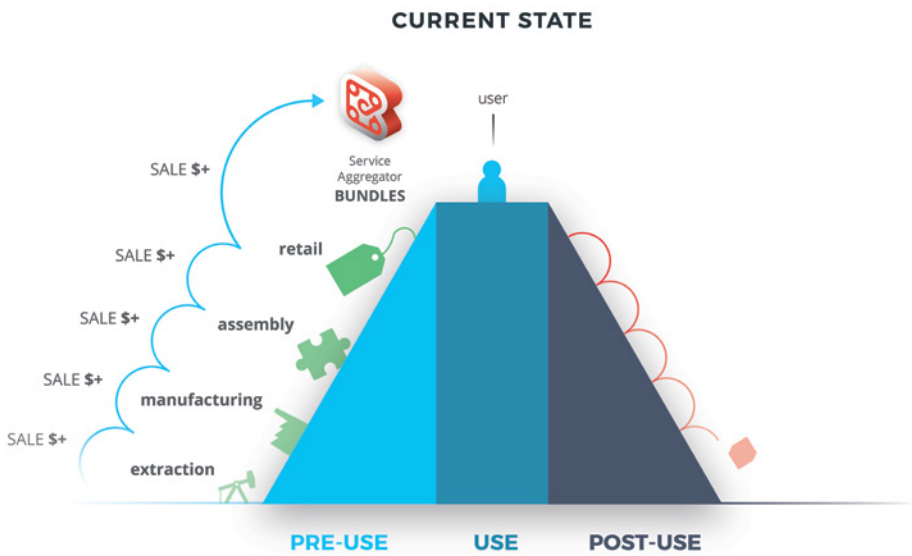 CURRENT STATE
user
Service
Aggregator
BUNDLES
SALE $+
SALE $+
retail
SALE $+
assembly
SALE $+
manufacturing
SALE $+
extraction
PRE-USE
USE
POST-USE